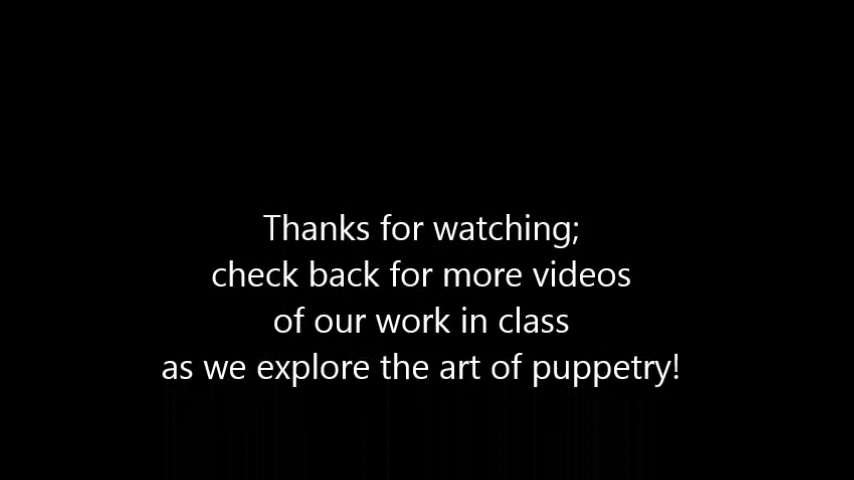 Thanks for watching;
check back for more videos
of our work in class
as we explore the art of puppetry!